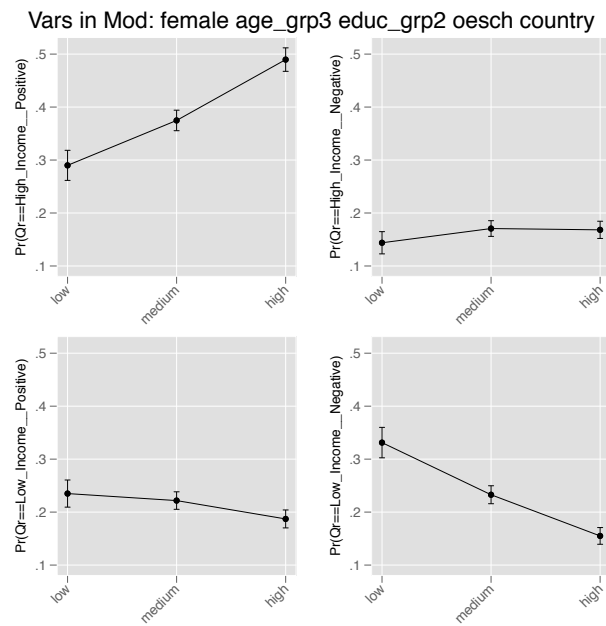 Vars in Mod: female age_grp3 educ_grp2 oesch country
Pr(Qr==High_Income__Positive)
.5
.4
.3
.2
.1
low
medium
high
Pr(Qr==High_Income__Negative)
.5
.4
.3
.2
.1
low
medium
high
Pr(Qr==Low_Income__Positive)
.5
.4
.3
.2
.1
low
medium
high
Pr(Qr==Low_Income__Negative)
.5
.4
.3
.2
.1
low
medium
high